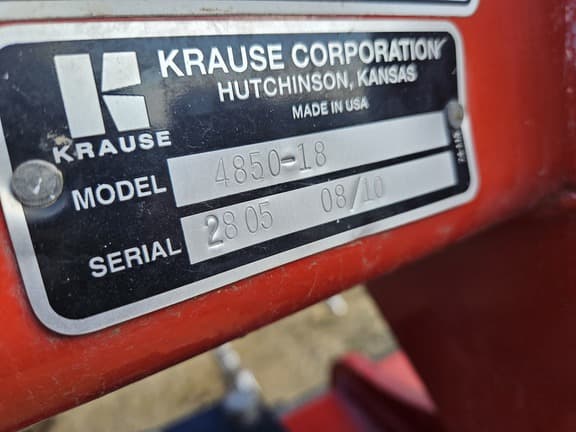 KRAUSE CORPORATION
HUTCHINSON, KANSAS
MADE IN USA
KRAUSE
MODEL 4850-18
SERIAL 2805 08/10